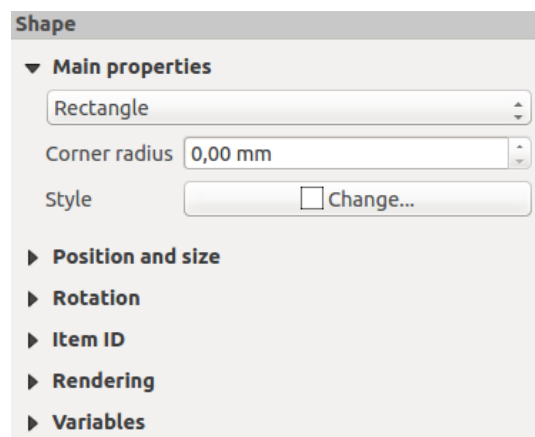 Shape
Main properties
Rectangle
Corner radius 0,00 mm
Style Change...
Position and size
Rotation
Item ID
Rendering
Variables